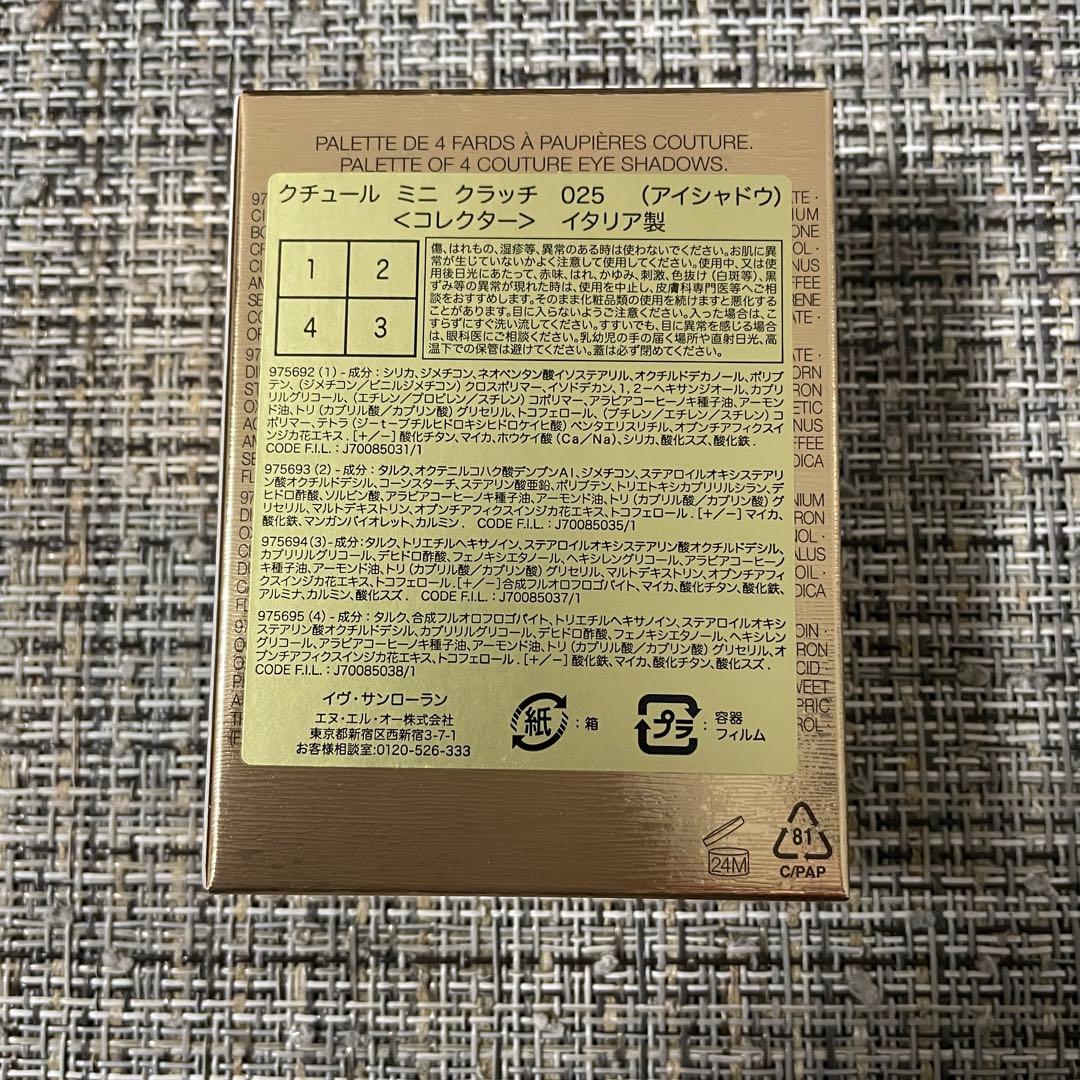 PALETTE DE 4 FARDS À PAUPIÈRES COUTURE.
PALETTE OF 4 COUTURE EYE SHADOWS.
クチュール ミニ クラッチ 025 (アイシャドウ)
<コレクター> イタリア製
1 2
4 3
傷、はれもの、湿疹等、異常のある時は使わないでください。お肌に異
常が生じていないかよく注意して使用してください。使用中、又は使
用後日光にあたって、赤味、はれ、かゆみ、刺激、色抜け(白斑等)、黒
ずみ等の異常が現れた時は、使用を中止し、皮膚科専門医等へご相
談をおすすめします。そのまま化粧品類の使用を続けますと悪化する
ことがあります。目に入らないようご注意ください。入った場合は、こ
すらずにすぐ洗い流してください。すすいでも、目に異常を感じる場合
は、眼科医にご相談ください。乳幼児の手の届く場所や直射日光、高
温下での保管は避けてください。蓋は必ず閉めてください。
975692 (1) - 成分：シリカ、ジメチコン、ネオペンタン酸イソステアリル、オクチルドデカノール、ポリブ
テン、(ジメチコン/ビニルジメチコン) クロスポリマー、イソドデカン、1,2-ヘキサンジオール、カプリ
リルグリコール、(エチレン/プロピレン/スチレン) コポリマー、アラビアコーヒーノキ種子油、アーモ
ンド油、トリ (カプリル酸/カプリン酸) グリセリル、トコフェロール、(ブチレン/エチレン/スチレン) コ
ポリマー、テトラ (ジ-t-ブチルヒドロキシヒドロケイヒ酸) ペンタエリスリチル、オプンチアフィクスイ
ンジカ花エキス. [+/-] 酸化チタン、マイカ、ホウケイ酸 (Ca/Na)、シリカ、酸化スズ、酸化鉄.
CODE F.I.L. : J70085031/1
975693 (2) - 成分：タルク、オクテニルコハク酸デンプンAl、ジメチコン、ステアロイルオキシステアリ
ン酸オクチルドデシル、コーンスターチ、ステアリン酸亜鉛、ポリブテン、トリエトキシカプリリルシラン、デ
ヒドロ酢酸、ソルビン酸、アラビアコーヒーノキ種子油、アーモンド油、トリ (カプリル酸/カプリン酸) グ
リセリル、マルトデキストリン、オプンチアフィクスインジカ花エキス、トコフェロール. [+/-] マイカ、
酸化鉄、マンガンバイオレット、カルミン. CODE F.I.L. : J70085035/1
975694 (3) - 成分：タルク、トリエチルヘキサノイン、ステアロイルオキシステアリン酸オクチルドデシル、
カプリリルグリコール、デヒドロ酢酸、フェノキシエタノール、ヘキシレングリコール、アラビアコーヒーノ
キ種子油、アーモンド油、トリ (カプリル酸/カプリン酸) グリセリル、マルトデキストリン、オプンチアフィ
クスインジカ花エキス、トコフェロール. [+/-] 合成フルオロフロゴパイト、マイカ、酸化チタン、酸化鉄、
アルミナ、カルミン、酸化スズ. CODE F.I.L. : J70085037/1
975695 (4) - 成分：タルク、合成フルオロフロゴパイト、トリエチルヘキサノイン、ステアロイルオキシ
ステアリン酸オクチルドデシル、カプリリルグリコール、デヒドロ酢酸、フェノキシエタノール、ヘキシレン
グリコール、アラビアコーヒーノキ種子油、アーモンド油、トリ (カプリル酸/カプリン酸) グリセリル、オ
プンチアフィクスインジカ花エキス、トコフェロール. [+/-] 酸化鉄、マイカ、酸化チタン、酸化スズ.
CODE F.I.L. : J70085038/1
イヴ・サンローラン
エヌ・エル・オー株式会社
東京都新宿区西新宿3-7-1
お客様相談室:0120-526-333
紙 : 箱
プラ : 容器
フィルム
24M
81
C/PAP